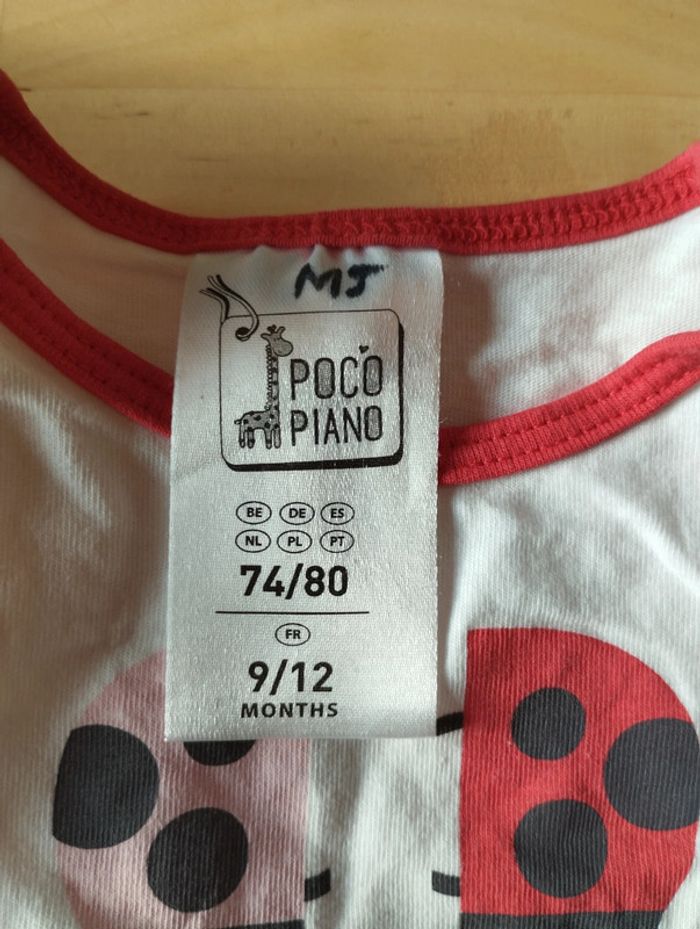 MJ
POCO
PIANO
BE DE ES
NL PL PT
74/80
FR
9/12
MONTHS